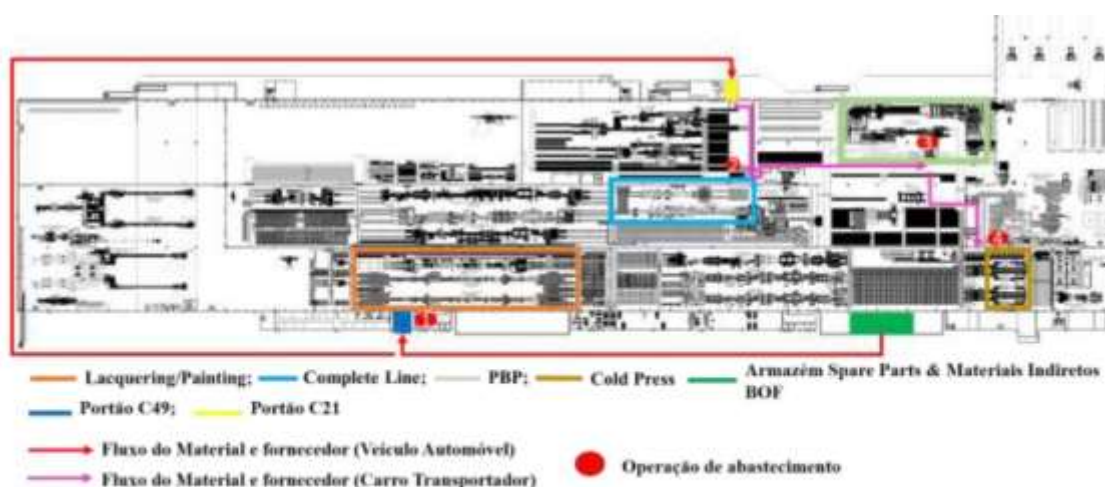 Lacquering/Painting; Complete Line; PBP; Cold Press Armazém Spare Parts & Materiais Indiretos
BOF
Portão C49; Portão C21
Fluxo do Material e fornecedor (Veículo Automóvel)
Operação de abastecimento
Fluxo do Material e fornecedor (Carro Transportador)